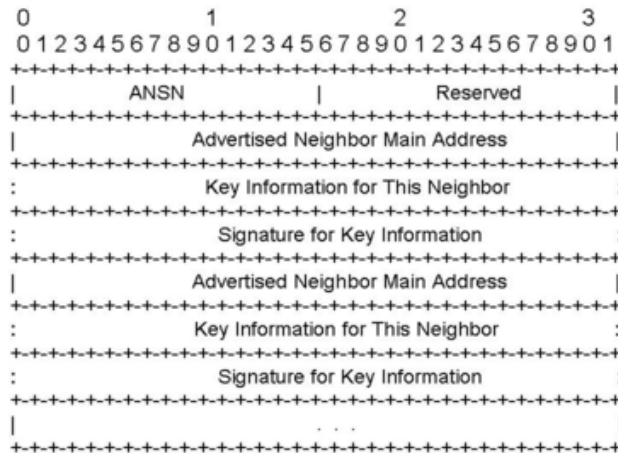 0 1 2 3
0 1 2 3 4 5 6 7 8 9 0 1 2 3 4 5 6 7 8 9 0 1 2 3 4 5 6 7 8 9 0 1
+-+-+-+-+-+-+-+-+-+-+-+-+-+-+-+-+-+-+-+-+-+-+-+-+-+-+-+-+-+-+-+-+
| ANSN | Reserved |
+-+-+-+-+-+-+-+-+-+-+-+-+-+-+-+-+-+-+-+-+-+-+-+-+-+-+-+-+-+-+-+-+
| Advertised Neighbor Main Address |
+-+-+-+-+-+-+-+-+-+-+-+-+-+-+-+-+-+-+-+-+-+-+-+-+-+-+-+-+-+-+-+-+
: Key Information for This Neighbor :
+-+-+-+-+-+-+-+-+-+-+-+-+-+-+-+-+-+-+-+-+-+-+-+-+-+-+-+-+-+-+-+-+
: Signature for Key Information :
+-+-+-+-+-+-+-+-+-+-+-+-+-+-+-+-+-+-+-+-+-+-+-+-+-+-+-+-+-+-+-+-+
| Advertised Neighbor Main Address |
+-+-+-+-+-+-+-+-+-+-+-+-+-+-+-+-+-+-+-+-+-+-+-+-+-+-+-+-+-+-+-+-+
: Key Information for This Neighbor :
+-+-+-+-+-+-+-+-+-+-+-+-+-+-+-+-+-+-+-+-+-+-+-+-+-+-+-+-+-+-+-+-+
: Signature for Key Information :
+-+-+-+-+-+-+-+-+-+-+-+-+-+-+-+-+-+-+-+-+-+-+-+-+-+-+-+-+-+-+-+-+
| . . . |
+-+-+-+-+-+-+-+-+-+-+-+-+-+-+-+-+-+-+-+-+-+-+-+-+-+-+-+-+-+-+-+-+